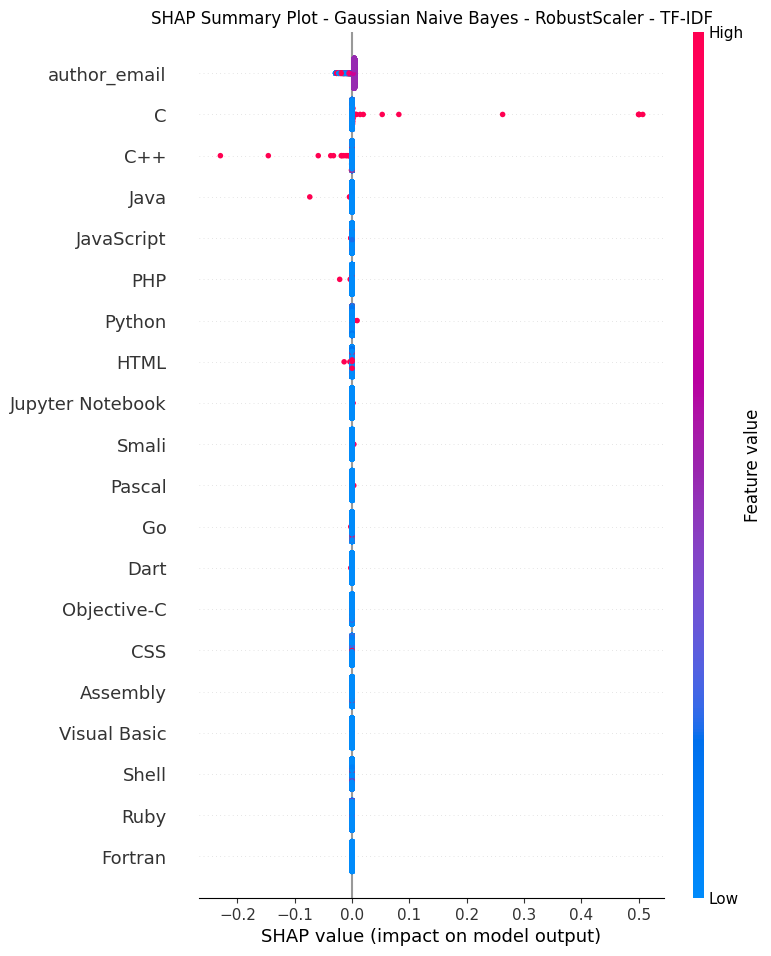 SHAP Summary Plot - Gaussian Naive Bayes - RobustScaler - TF-IDF
High
author_email
C
C++
Java
JavaScript
PHP
Python
HTML
Jupyter Notebook
Smali
Pascal
Go
Dart
Objective-C
CSS
Assembly
Visual Basic
Shell
Ruby
Fortran
Feature value
Low
−0.2 −0.1 0.0 0.1 0.2 0.3 0.4 0.5
SHAP value (impact on model output)